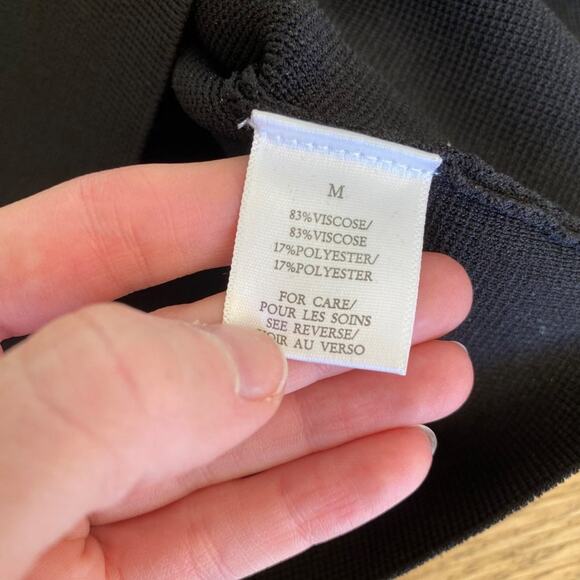 M
83%VISCOSE/
83%VISCOSE
17%POLYESTER/
17%POLYESTER
FOR CARE/
POUR LES SOINS
SEE REVERSE/
VOIR AU VERSO